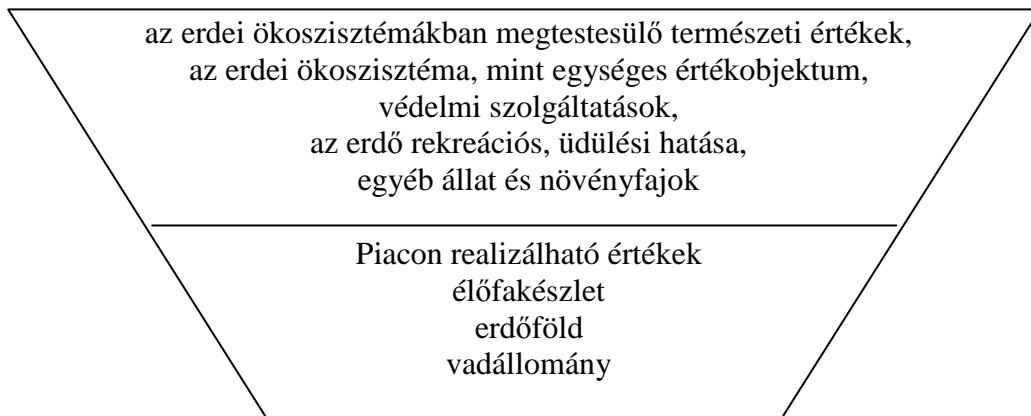 az erdei ökoszisztémákban megtestesülő természeti értékek,
az erdei ökoszisztéma, mint egységes értékobjektum,
védelmi szolgáltatások,
az erdő rekreációs, üdülési hatása,
egyéb állat és növényfajok
Piacon realizálható értékek
élőfakészlet
erdőföld
vadállomány